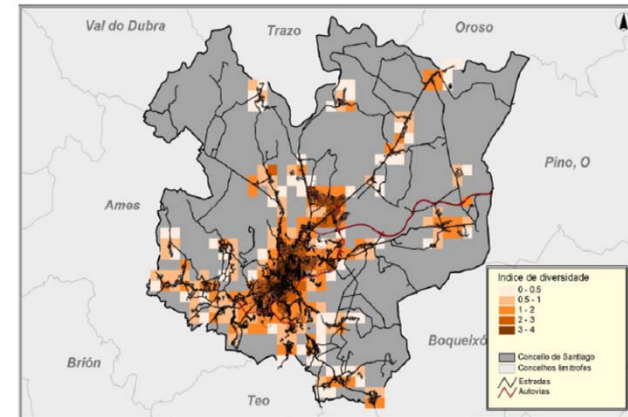 Val do Dubra
Trazo
Oroso
Pino, O
Ames
Boqueixó
Brión
Teo
Indice de diversidade
0 - 0.5
0.5 - 1
1 - 2
2 - 3
3 - 4
Concello de Santiago
Concelhos limítrofes
Estradas
Autovías